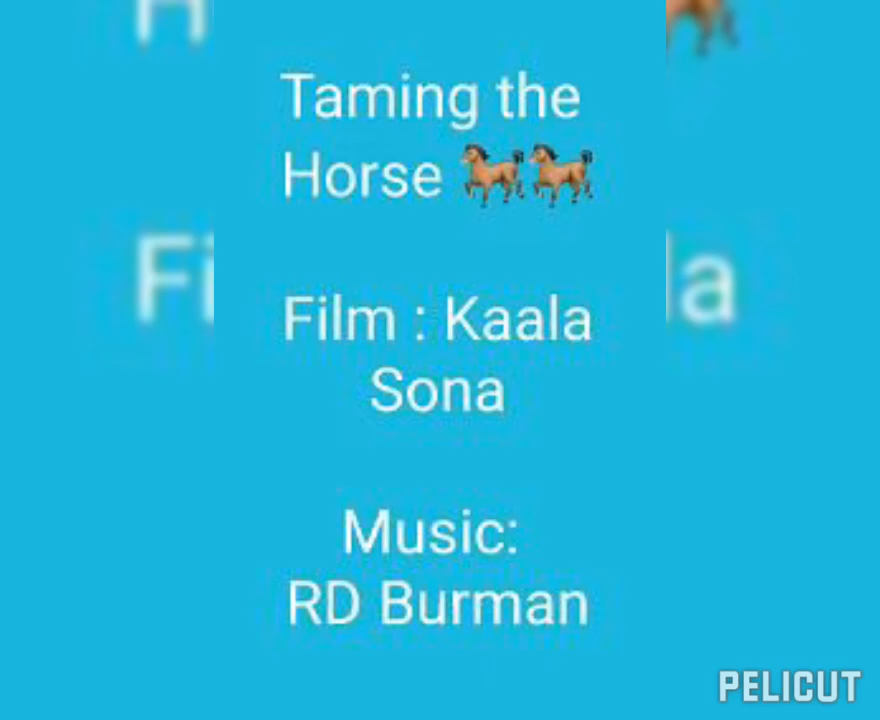 Taming the
Horse 🐎🐎
Film : Kaala
Sona
Music:
RD Burman
PELICUT